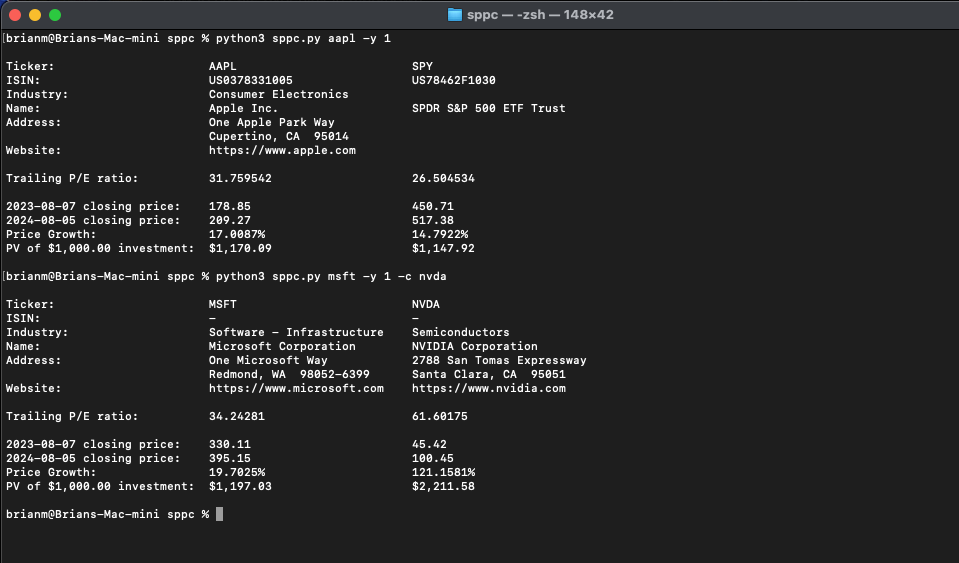 sppc — -zsh — 148×42
[brianm@Brians-Mac-mini sppc % python3 sppc.py aapl -y 1
Ticker: AAPL SPY
ISIN: US0378331005 US78462F1030
Industry: Consumer Electronics
Name: Apple Inc. SPDR S&P 500 ETF Trust
Address: One Apple Park Way
Cupertino, CA  95014
Website: https://www.apple.com
Trailing P/E ratio: 31.759542 26.504534
2023-08-07 closing price: 178.85 450.71
2024-08-05 closing price: 209.27 517.38
Price Growth: 17.0087% 14.7922%
PV of $1,000.00 investment: $1,170.09 $1,147.92
[brianm@Brians-Mac-mini sppc % python3 sppc.py msft -y 1 -c nvda
Ticker: MSFT NVDA
ISIN: - -
Industry: Software - Infrastructure Semiconductors
Name: Microsoft Corporation NVIDIA Corporation
Address: One Microsoft Way 2788 San Tomas Expressway
Redmond, WA  98052-6399 Santa Clara, CA  95051
Website: https://www.microsoft.com https://www.nvidia.com
Trailing P/E ratio: 34.24281 61.60175
2023-08-07 closing price: 330.11 45.42
2024-08-05 closing price: 395.15 100.45
Price Growth: 19.7025% 121.1581%
PV of $1,000.00 investment: $1,197.03 $2,211.58
brianm@Brians-Mac-mini sppc %